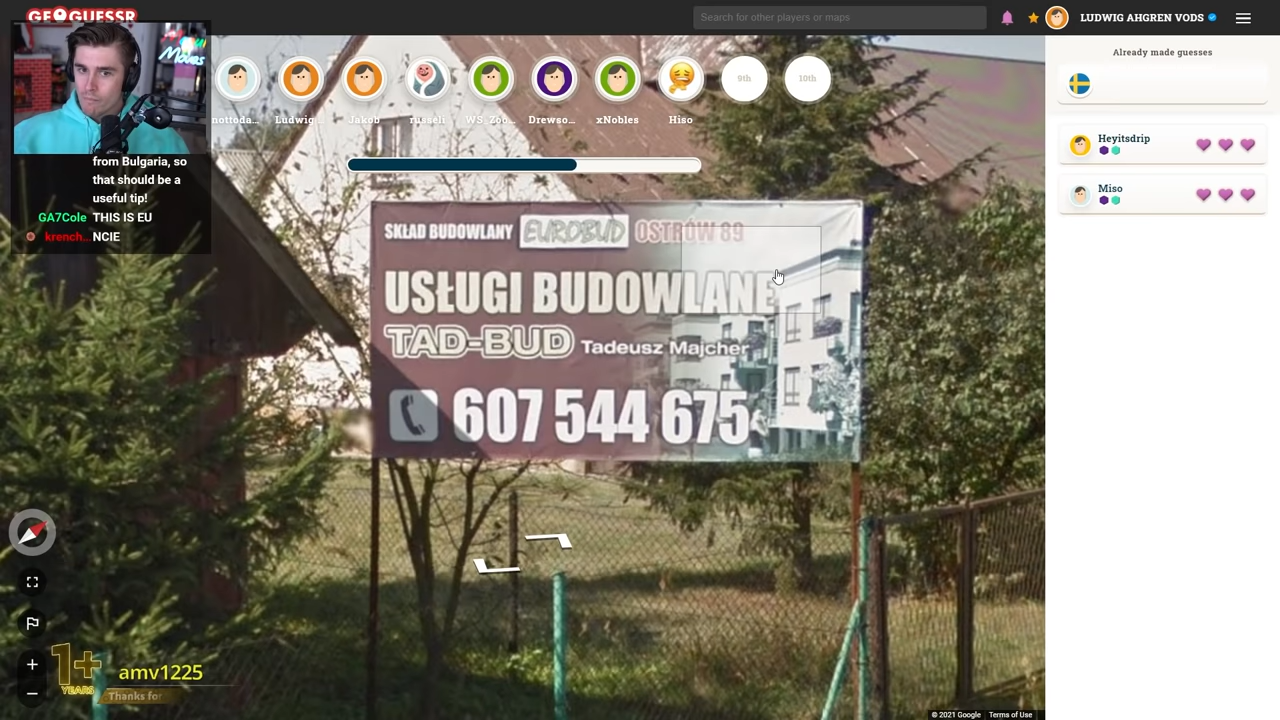 GEOGUESSR
Search for other players or maps
LUDWIG AHGREN VODS
from Bulgaria, so
that should be a
useful tip!
GA7Cole THIS IS EU
krench... NCIE
nottoda...
Ludwig...
Jakob
russell
WS_Zoo...
Drewso...
xNobles
Hiso
9th
10th
Already made guesses
Heyitsdrip
Miso
SKŁAD BUDOWLANY EUROBUD OSTRÓW 89
USŁUGI BUDOWLANE
TAD-BUD Tadeusz Majcher
607 544 675
1+
YEARS
amv1225
Thanks for
© 2021 Google Terms of Use